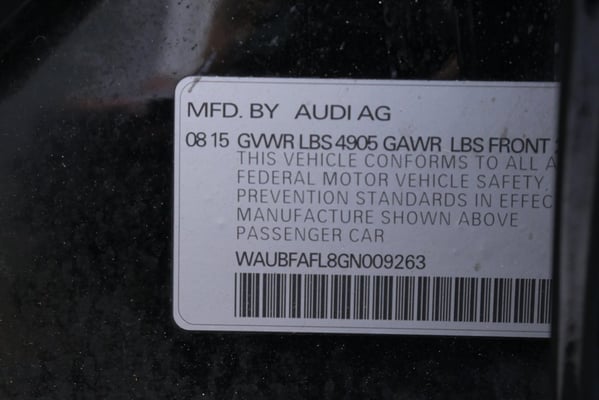 MFD. BY AUDI AG
08 15 GVWR LBS 4905 GAWR LBS FRONT
THIS VEHICLE CONFORMS TO ALL A
FEDERAL MOTOR VEHICLE SAFETY,
PREVENTION STANDARDS IN EFFEC
MANUFACTURE SHOWN ABOVE
PASSENGER CAR
WAUBFAFL8GN009263